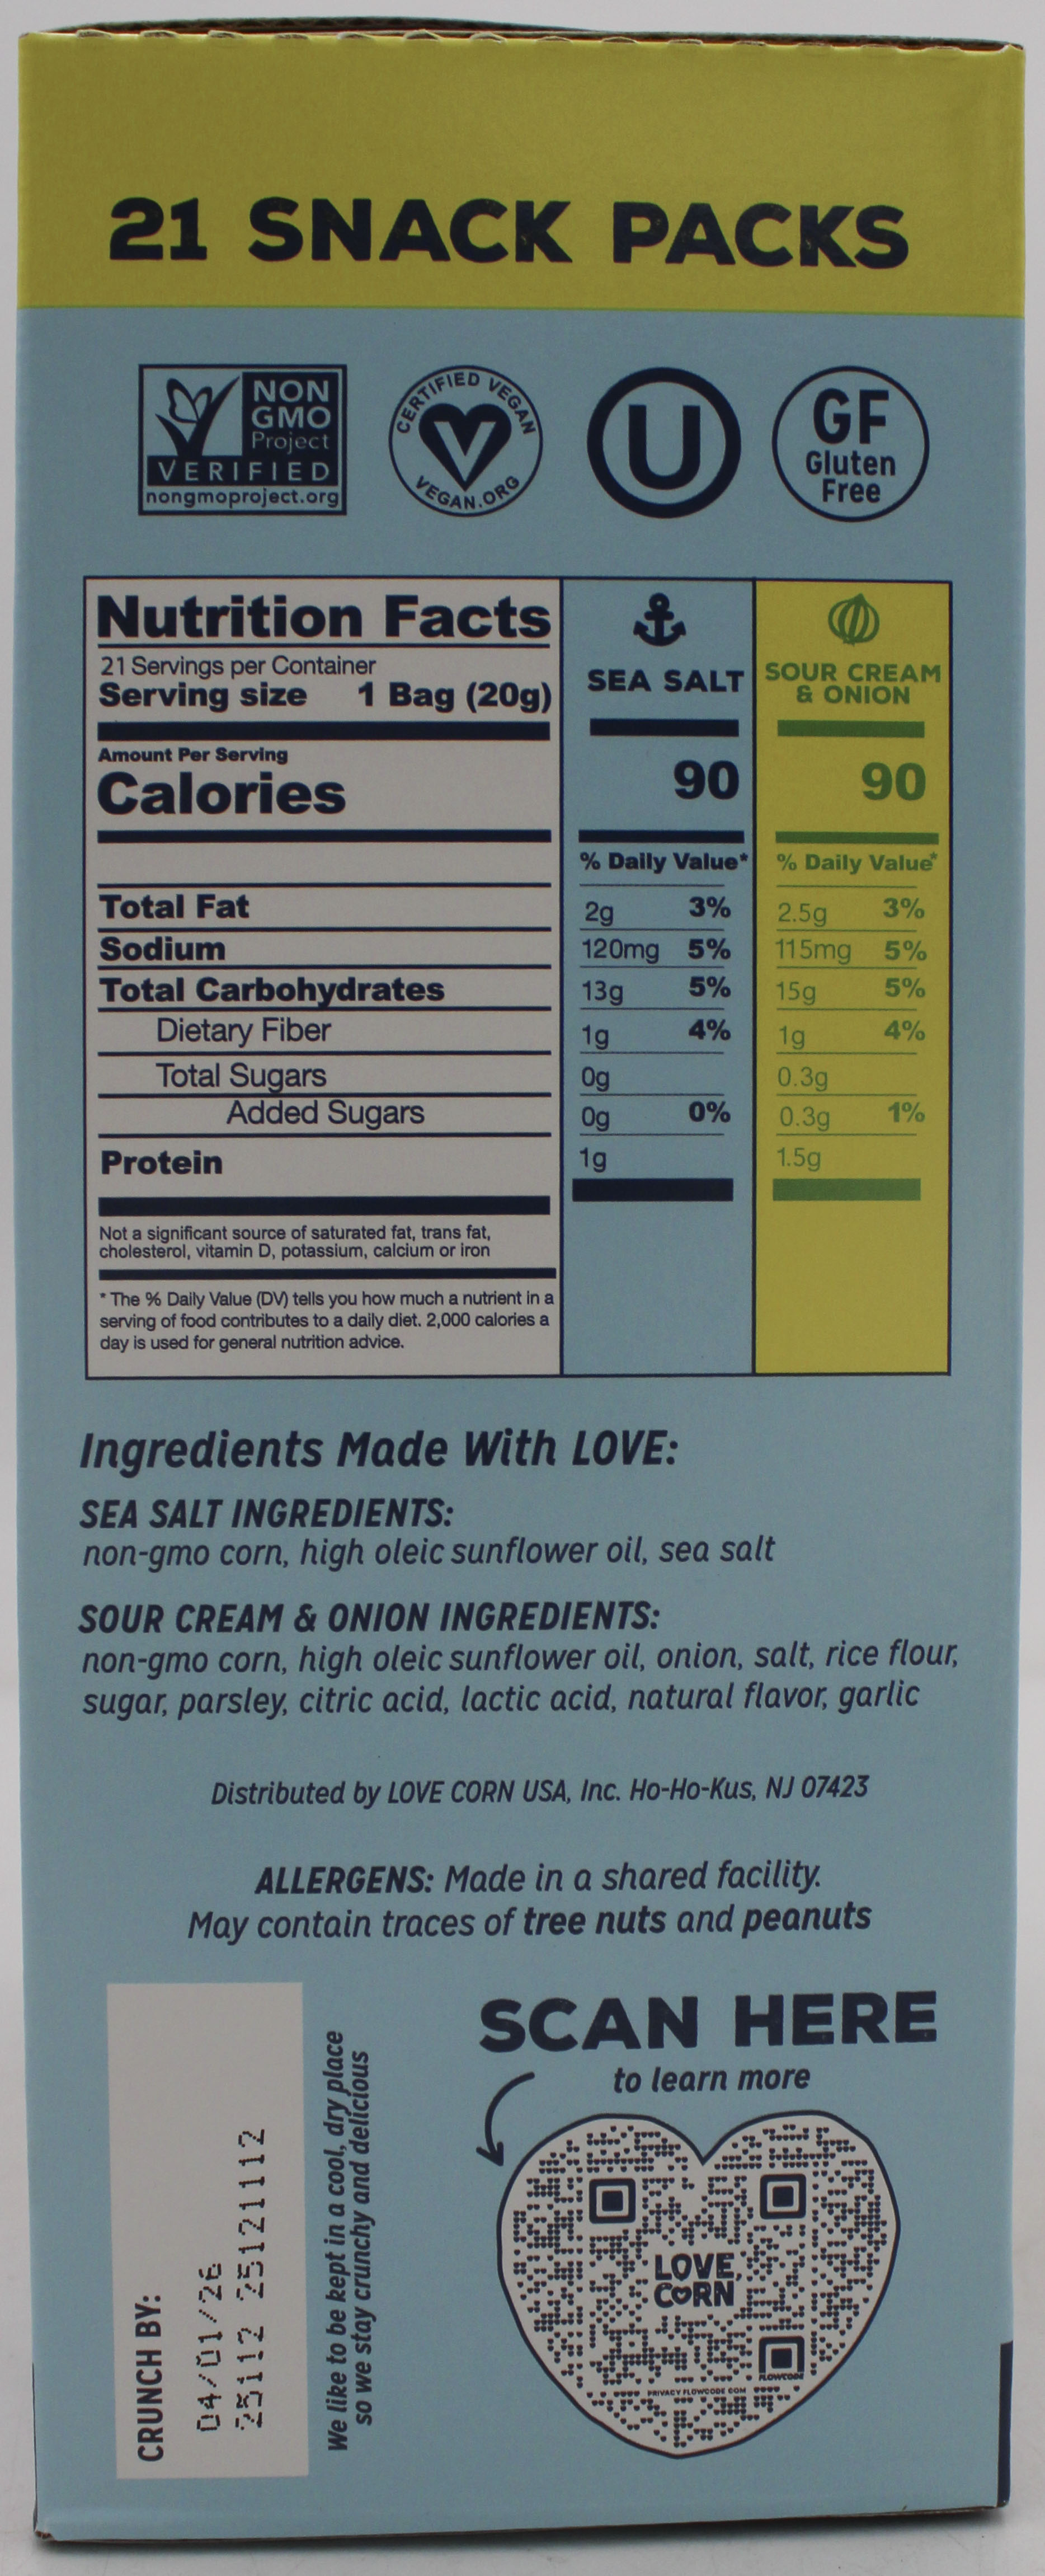 21 SNACK PACKS
NON
GMO
Project
VERIFIED
nongmoproject.org
CERTIFIED VEGAN
V
VEGAN.ORG
U
GF
Gluten
Free
Nutrition Facts
21 Servings per Container
Serving size 1 Bag (20g)
SEA SALT
SOUR CREAM
& ONION
Amount Per Serving
Calories 90 90
% Daily Value* % Daily Value*
Total Fat 2g 3% 2.5g 3%
Sodium 120mg 5% 115mg 5%
Total Carbohydrates 13g 5% 15g 5%
Dietary Fiber 1g 4% 1g 4%
Total Sugars 0g 0.3g
Added Sugars 0g 0% 0.3g 1%
Protein 1g 1.5g
Not a significant source of saturated fat, trans fat,
cholesterol, vitamin D, potassium, calcium or iron
* The % Daily Value (DV) tells you how much a nutrient in a
serving of food contributes to a daily diet. 2,000 calories a
day is used for general nutrition advice.
Ingredients Made With LOVE:
SEA SALT INGREDIENTS:
non-gmo corn, high oleic sunflower oil, sea salt
SOUR CREAM & ONION INGREDIENTS:
non-gmo corn, high oleic sunflower oil, onion, salt, rice flour,
sugar, parsley, citric acid, lactic acid, natural flavor, garlic
Distributed by LOVE CORN USA, Inc. Ho-Ho-Kus, NJ 07423
ALLERGENS: Made in a shared facility.
May contain traces of tree nuts and peanuts
CRUNCH BY:
04/01/26
25112 25121112
We like to be kept in a cool, dry place
so we stay crunchy and delicious
SCAN HERE
to learn more
LOVE,
CORN
FLOWCODE
PRIVACY.FLOWCODE.COM